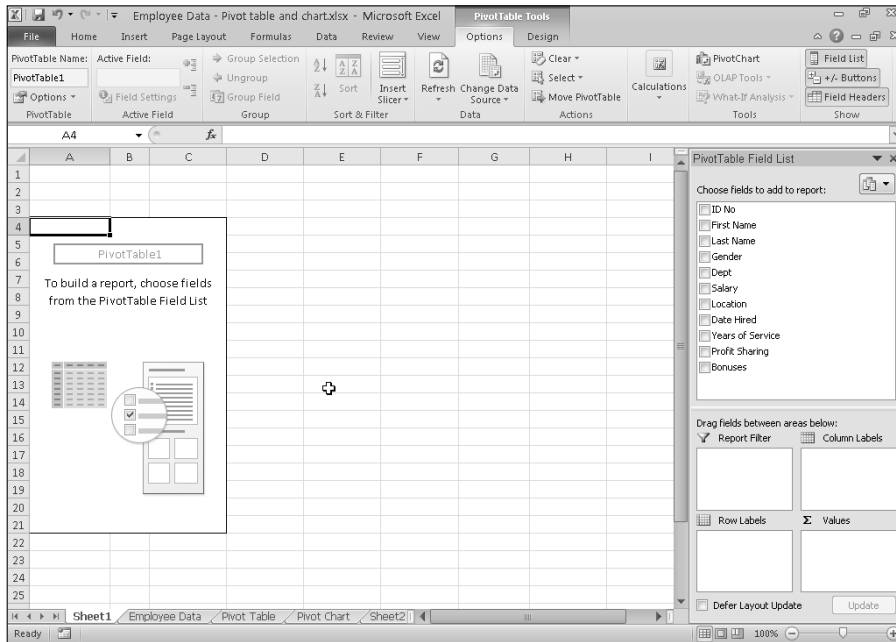 Employee Data - Pivot table and chart.xlsx - Microsoft Excel
PivotTable Tools
File Home Insert Page Layout Formulas Data Review View Options Design
PivotTable Name:
PivotTable1
Options
PivotTable
Active Field:
Field Settings
Active Field
Group Selection
Ungroup
Group Field
Group
Sort
Insert Slicer
Sort & Filter
Refresh
Change Data Source
Data
Clear
Select
Move PivotTable
Actions
Calculations
PivotChart
OLAP Tools
What-If Analysis
Tools
Field List
+/- Buttons
Field Headers
Show
A4 fx
A B C D E F G H I
1
2
3
4
5
6
7
8
9
10
11
12
13
14
15
16
17
18
19
20
21
22
23
24
25
PivotTable1
To build a report, choose fields
from the PivotTable Field List
PivotTable Field List
Choose fields to add to report:
ID No
First Name
Last Name
Gender
Dept
Salary
Location
Date Hired
Years of Service
Profit Sharing
Bonuses
Drag fields between areas below:
Report Filter Column Labels
Row Labels Σ Values
Defer Layout Update Update
Sheet1 Employee Data Pivot Table Pivot Chart Sheet2
Ready 100%